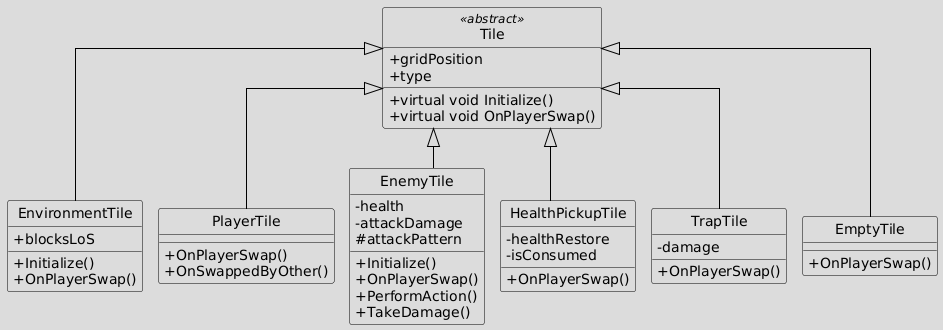 «abstract»
Tile
+gridPosition
+type
+virtual void Initialize()
+virtual void OnPlayerSwap()
EnvironmentTile
+blocksLoS
+Initialize()
+OnPlayerSwap()
PlayerTile
+OnPlayerSwap()
+OnSwappedByOther()
EnemyTile
-health
-attackDamage
#attackPattern
+Initialize()
+OnPlayerSwap()
+PerformAction()
+TakeDamage()
HealthPickupTile
-healthRestore
-isConsumed
+OnPlayerSwap()
TrapTile
-damage
+OnPlayerSwap()
EmptyTile
+OnPlayerSwap()